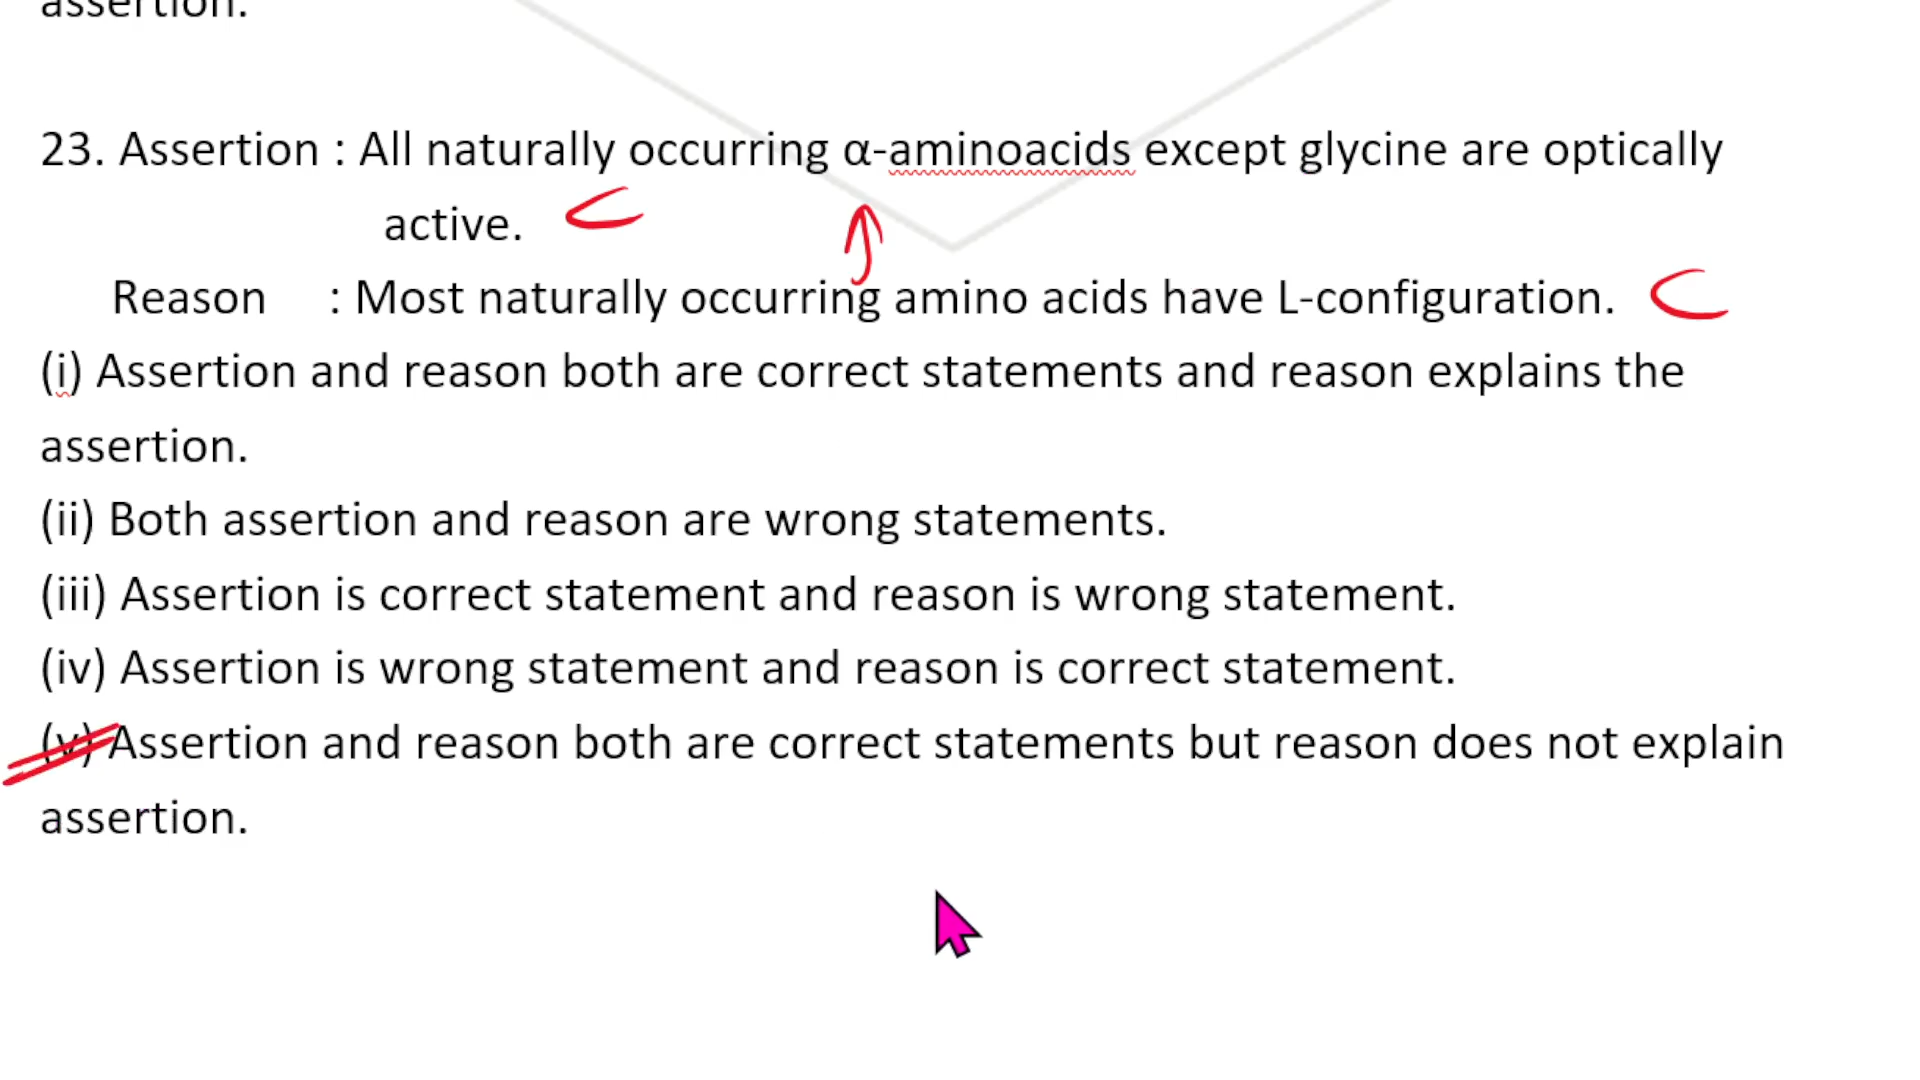 assertion.
23. Assertion : All naturally occurring α-aminoacids except glycine are optically
active.
Reason : Most naturally occurring amino acids have L-configuration.
(i) Assertion and reason both are correct statements and reason explains the
assertion.
(ii) Both assertion and reason are wrong statements.
(iii) Assertion is correct statement and reason is wrong statement.
(iv) Assertion is wrong statement and reason is correct statement.
(v) Assertion and reason both are correct statements but reason does not explain
assertion.